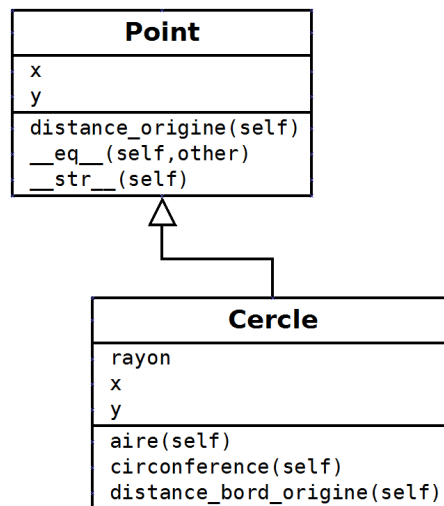 Point
x
y
distance_origine(self)
__eq__(self,other)
__str__(self)
Cercle
rayon
x
y
aire(self)
circonference(self)
distance_bord_origine(self)